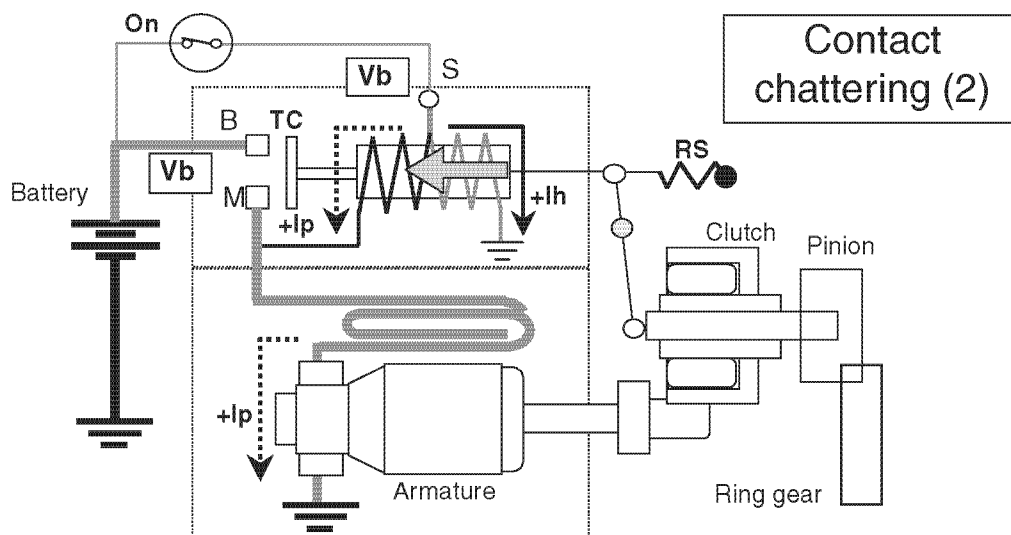 Contact
chattering (2)
On
Vb
S
B
TC
Vb
RS
Battery
M
+Ip
+Ih
Clutch
Pinion
+Ip
Armature
Ring gear